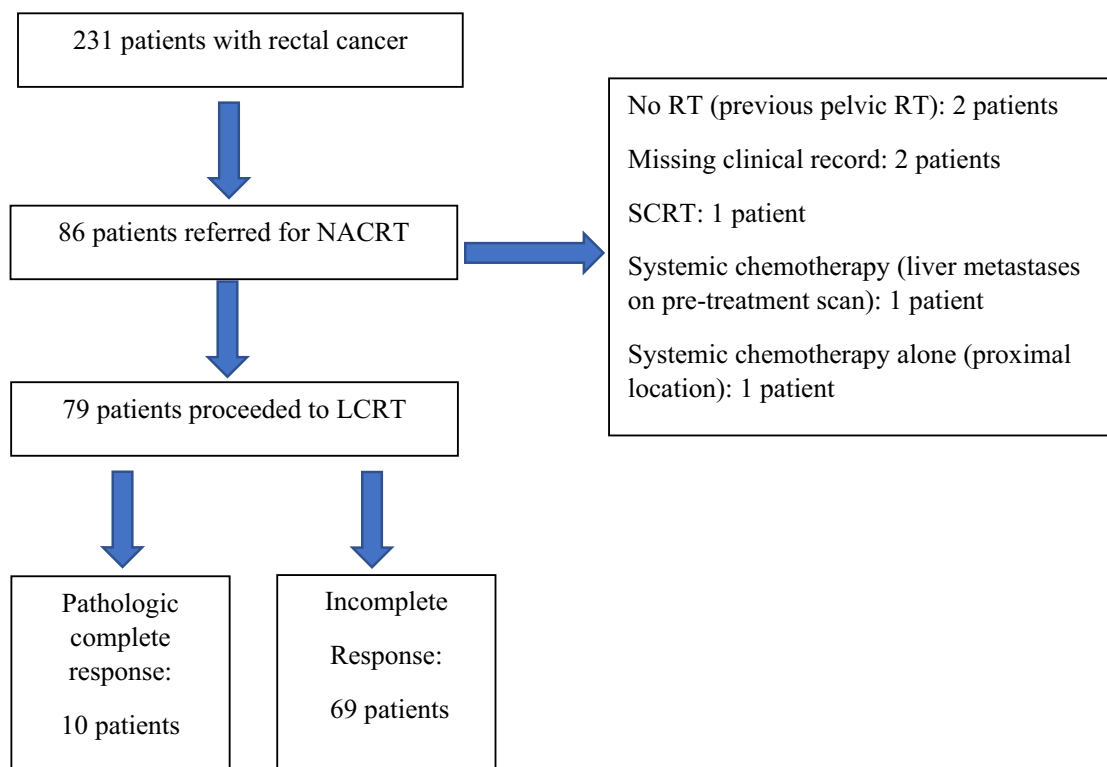 231 patients with rectal cancer
No RT (previous pelvic RT): 2 patients
Missing clinical record: 2 patients
86 patients referred for NACRT
SCRT: 1 patient
Systemic chemotherapy (liver metastases
on pre-treatment scan): 1 patient
Systemic chemotherapy alone (proximal
location): 1 patient
79 patients proceeded to LCRT
Pathologic
complete
response:
10 patients
Incomplete
Response:
69 patients